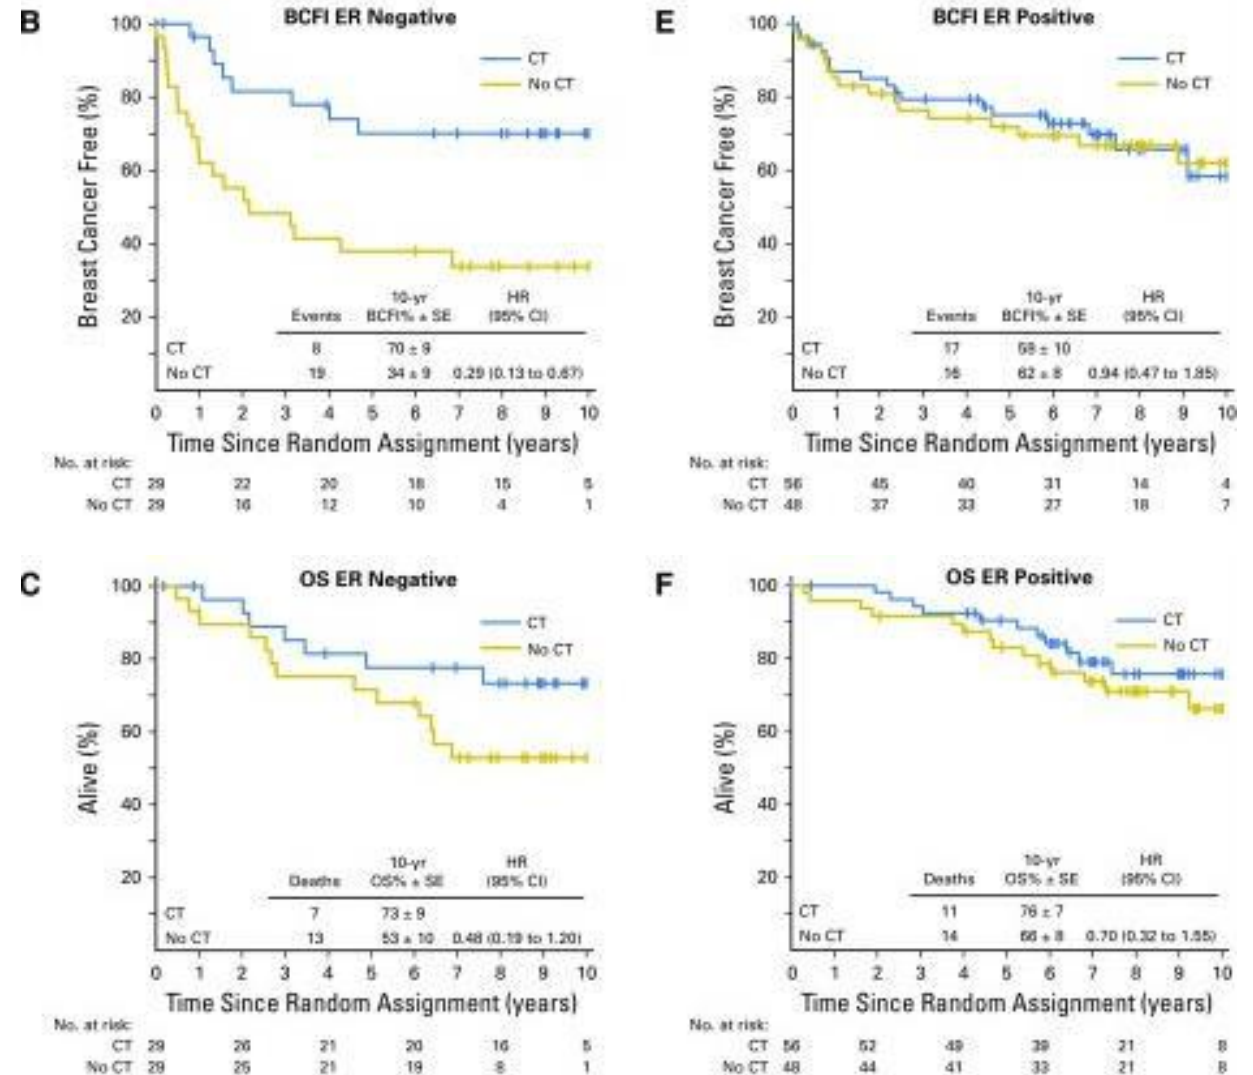 B
BCFI ER Negative
CT
No CT
Breast Cancer Free (%)
100
80
60
40
20
Events 10-yr BCFI% ± SE HR (95% CI)
CT 8 70 ± 9
No CT 19 34 ± 9 0.29 (0.13 to 0.67)
0 1 2 3 4 5 6 7 8 9 10
Time Since Random Assignment (years)
No. at risk:
CT 29 22 20 18 15 5
No CT 29 16 12 10 4 1
E
BCFI ER Positive
CT
No CT
Breast Cancer Free (%)
100
80
60
40
20
Events 10-yr BCFI% ± SE HR (95% CI)
CT 17 ± 10
No CT 16 62 ± 8 0.94 (0.47 to 1.85)
0 1 2 3 4 5 6 7 8 9 10
Time Since Random Assignment (years)
No. at risk:
CT 56 45 40 31 14 4
No CT 48 37 33 27 18 7
C
OS ER Negative
CT
No CT
Alive (%)
100
80
60
40
20
Deaths 10-yr OS% ± SE HR (95% CI)
CT 7 73 ± 9
No CT 13 53 ± 10 0.48 (0.19 to 1.20)
0 1 2 3 4 5 6 7 8 9 10
Time Since Random Assignment (years)
No. at risk:
CT 29 26 21 20 16 5
No CT 29 25 21 19 8 1
F
OS ER Positive
CT
No CT
Alive (%)
100
80
60
40
20
Deaths 10-yr OS% ± SE HR (95% CI)
CT 11 76 ± 7
No CT 14 66 ± 8 0.70 (0.32 to 1.55)
0 1 2 3 4 5 6 7 8 9 10
Time Since Random Assignment (years)
No. at risk:
CT 56 52 49 39 21 8
No CT 48 44 41 33 21 8